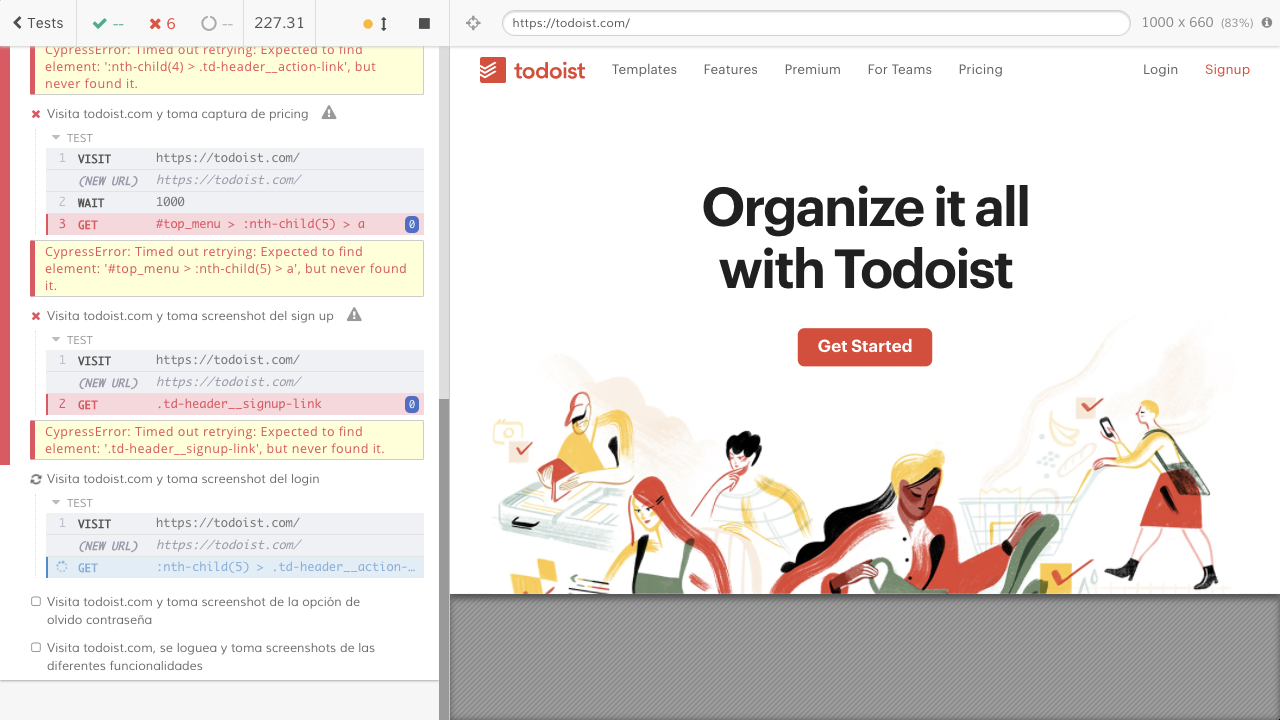 Tests
--
6
--
227.31
https://todoist.com/
1000 x 660 (83%)
CypressError: Timed out retrying: Expected to find
element: ':nth-child(4) > .td-header__action-link', but
never found it.
Visita todoist.com y toma captura de pricing
TEST
1 VISIT https://todoist.com/
(NEW URL) https://todoist.com/
2 WAIT 1000
3 GET #top_menu > :nth-child(5) > a 0
CypressError: Timed out retrying: Expected to find
element: '#top_menu > :nth-child(5) > a', but never found
it.
Visita todoist.com y toma screenshot del sign up
TEST
1 VISIT https://todoist.com/
(NEW URL) https://todoist.com/
2 GET .td-header__signup-link 0
CypressError: Timed out retrying: Expected to find
element: '.td-header__signup-link', but never found it.
Visita todoist.com y toma screenshot del login
TEST
1 VISIT https://todoist.com/
(NEW URL) https://todoist.com/
GET :nth-child(5) > .td-header__action-…
Visita todoist.com y toma screenshot de la opción de
olvido contraseña
Visita todoist.com, se loguea y toma screenshots de las
diferentes funcionalidades
todoist
Templates Features Premium For Teams Pricing Login Signup
Organize it all
with Todoist
Get Started